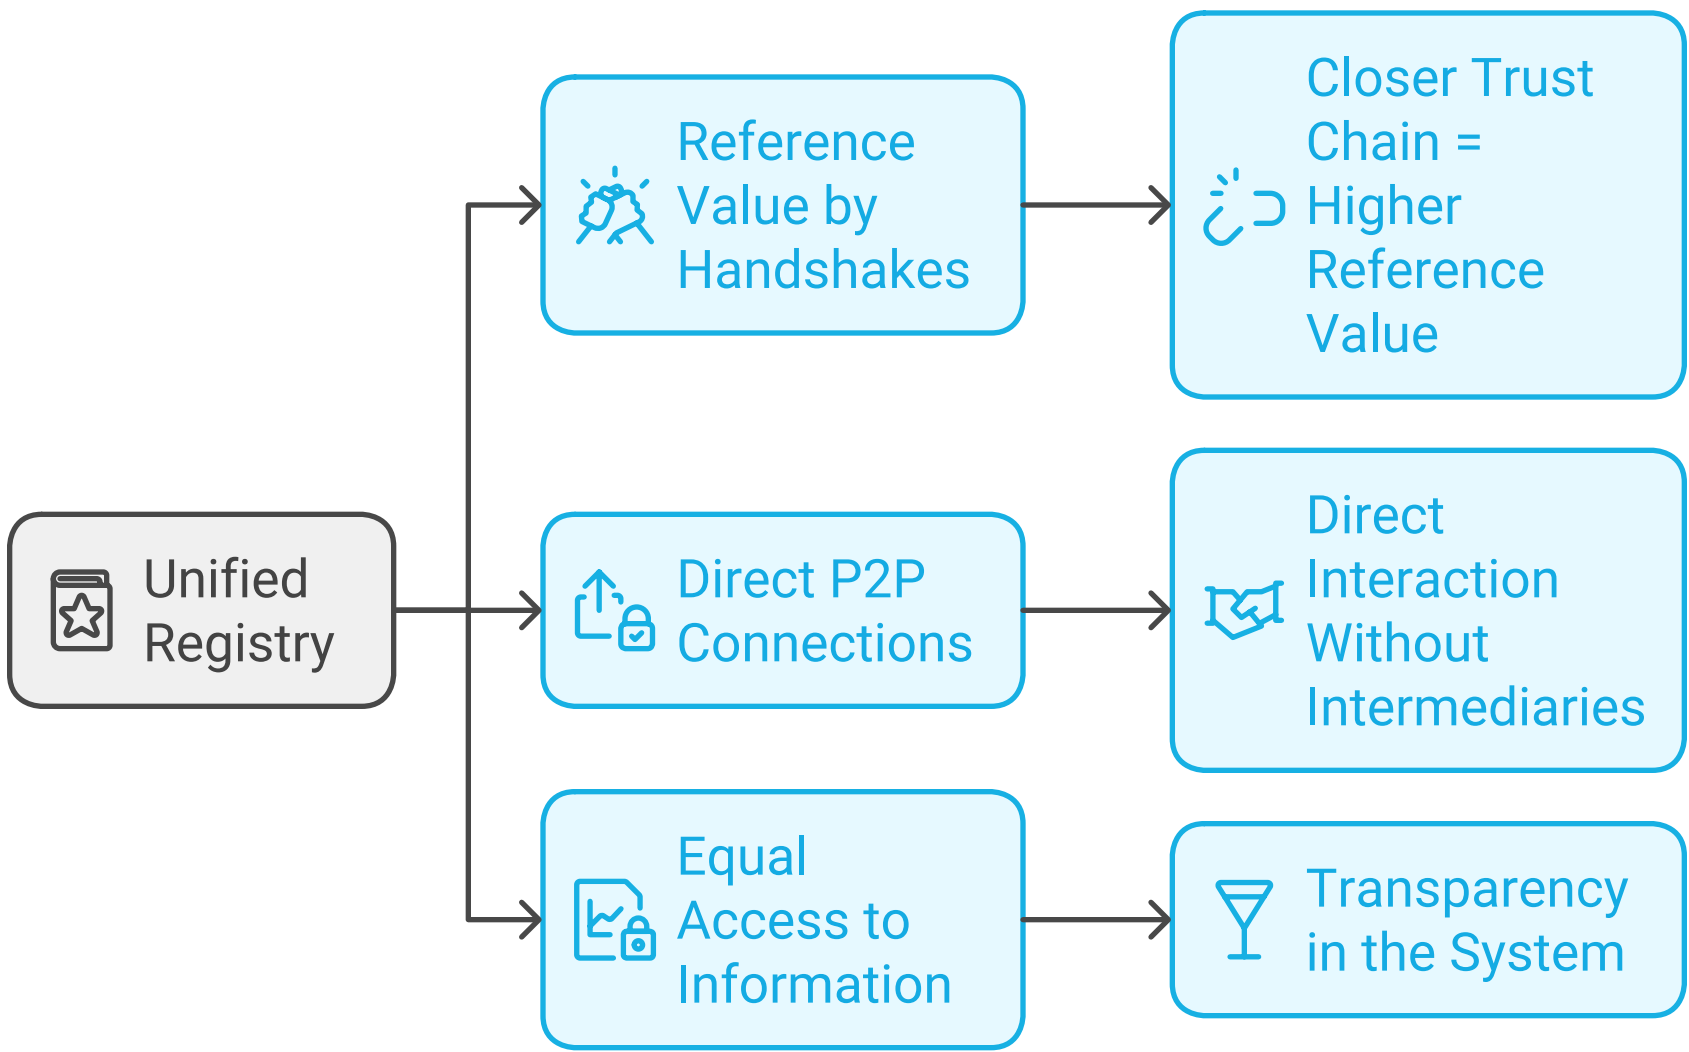 Unified
Registry
Reference
Value by
Handshakes
Closer Trust
Chain =
Higher
Reference
Value
Direct P2P
Connections
Direct
Interaction
Without
Intermediaries
Equal
Access to
Information
Transparency
in the System